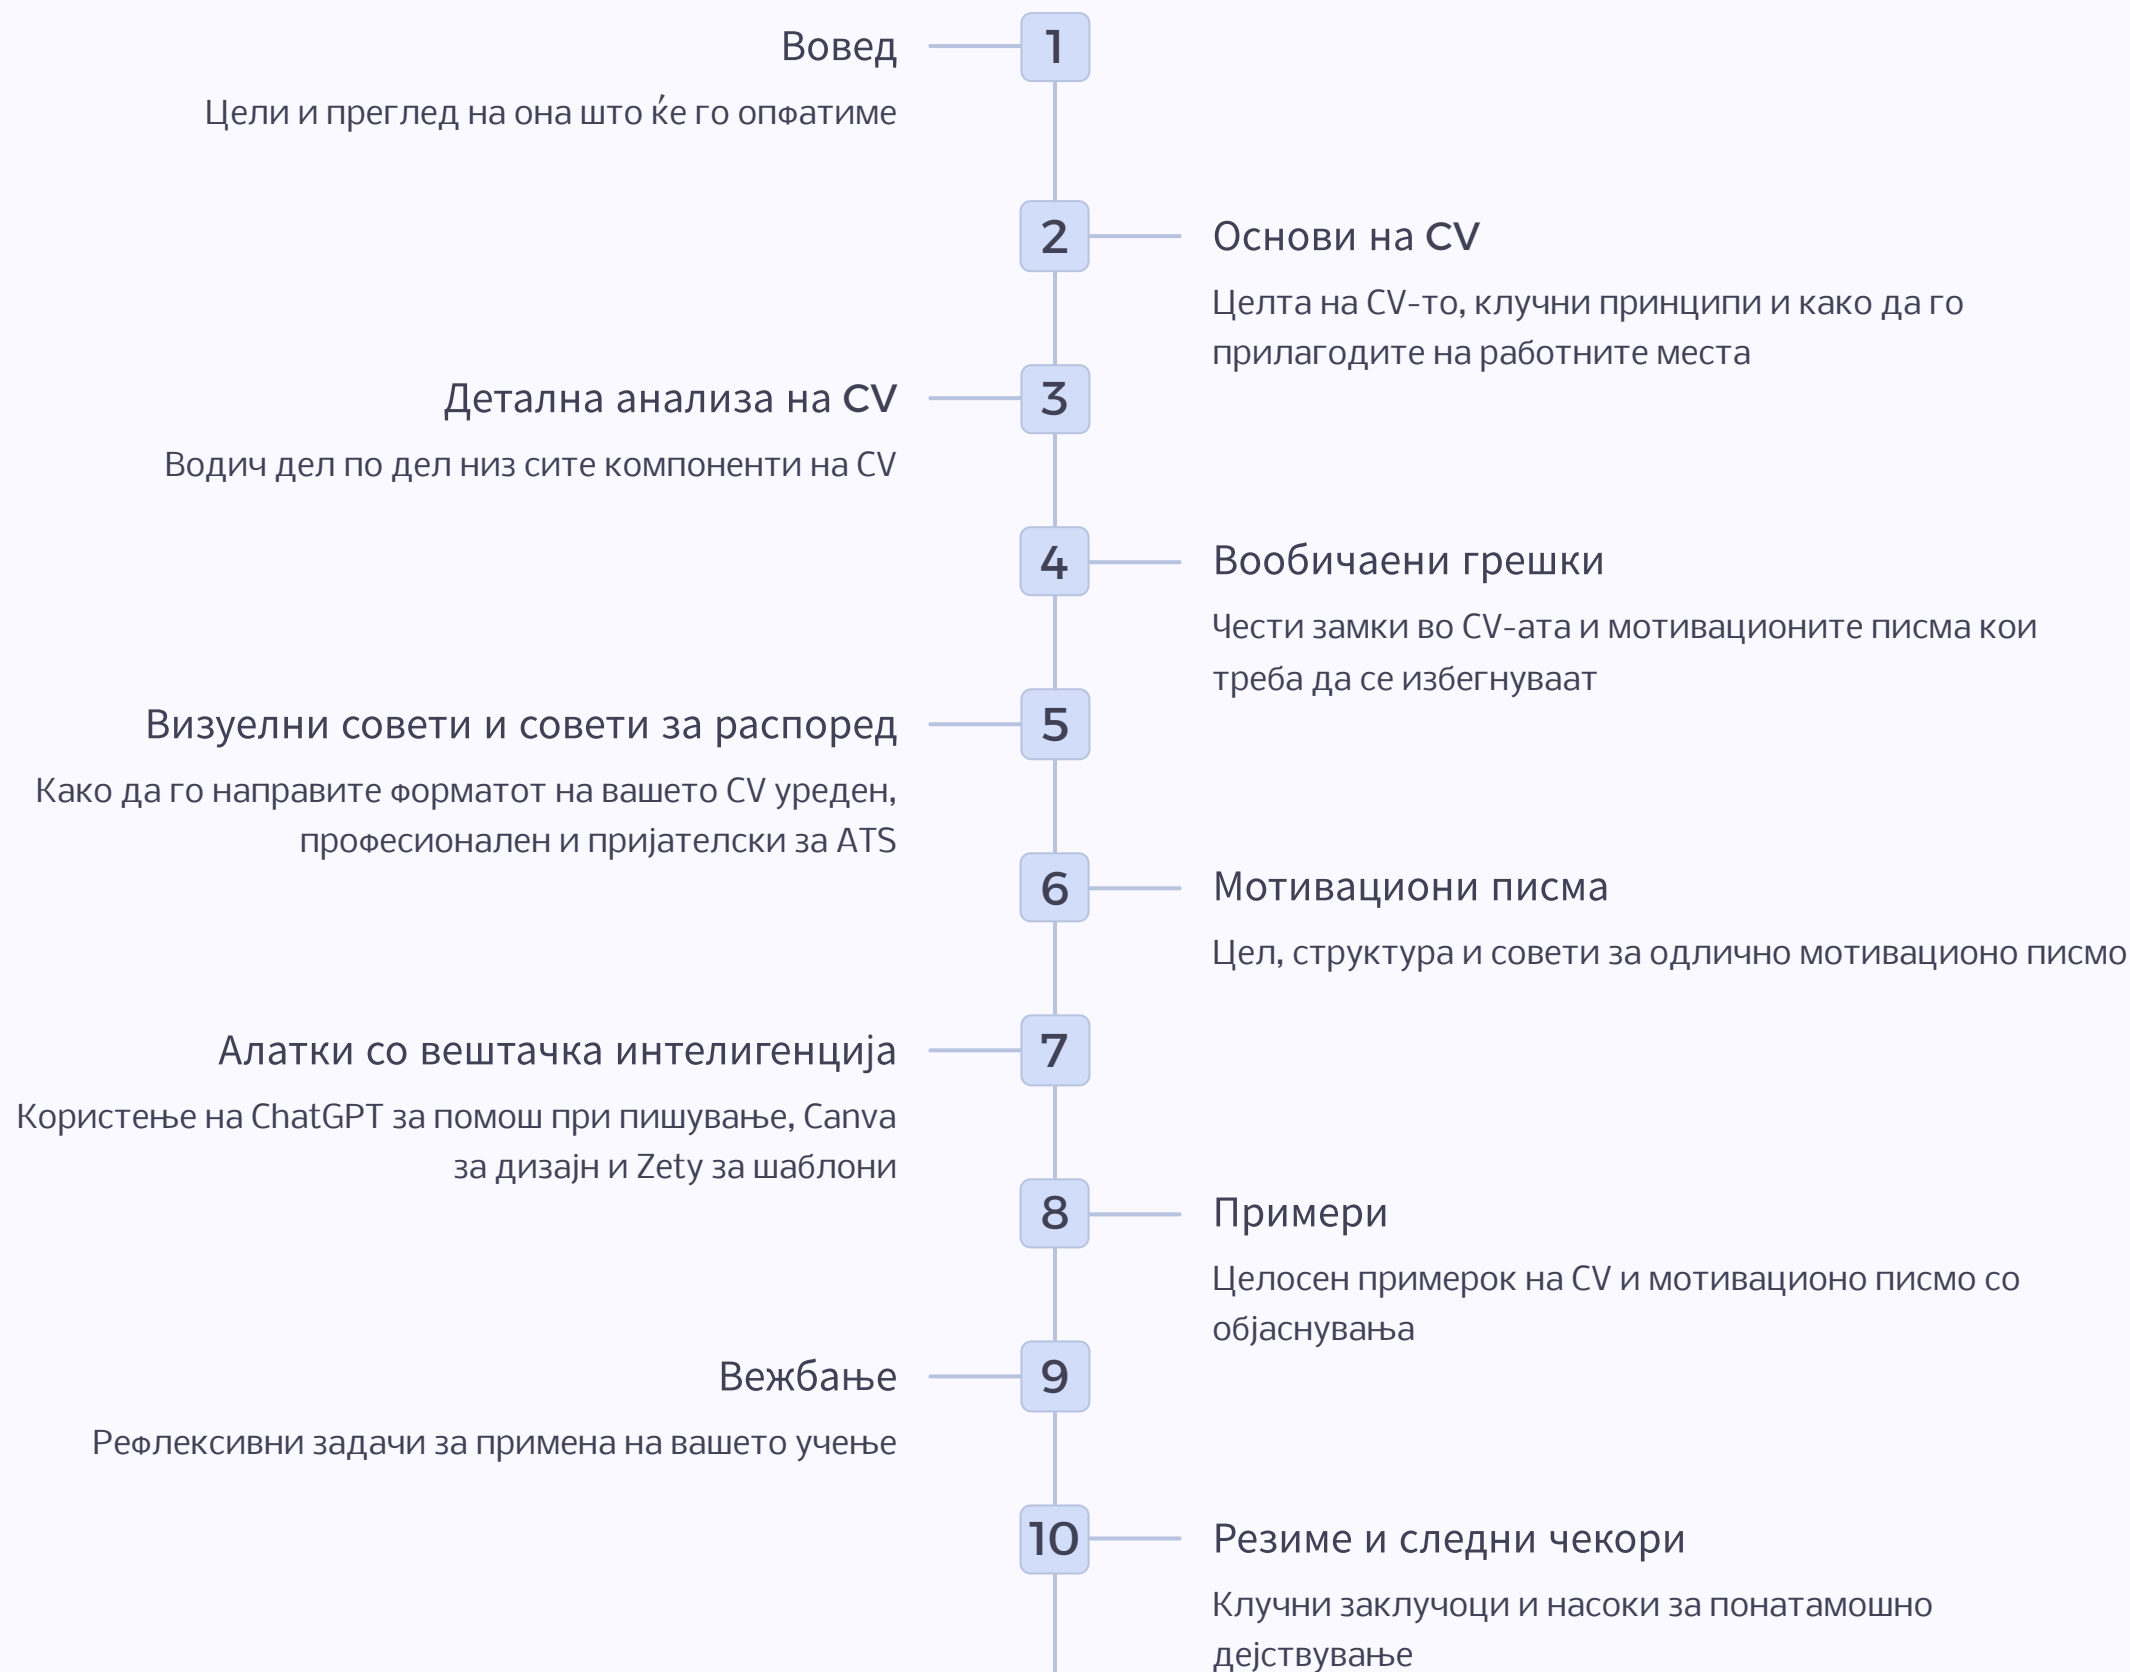 1
Вовед
Цели и преглед на она што ќе го опфатиме
2
Основи на CV
Целта на CV-то, клучни принципи и како да го
прилагодите на работните места
3
Детална анализа на CV
Водич дел по дел низ сите компоненти на CV
4
Вообичаени грешки
Чести замки во CV-ата и мотивационите писма кои
треба да се избегнуваат
5
Визуелни совети и совети за распоред
Како да го направите форматот на вашето CV уреден,
професионален и пријателски за ATS
6
Мотивациони писма
Цел, структура и совети за одлично мотивационо писмо
7
Алатки со вештачка интелигенција
Користење на ChatGPT за помош при пишување, Canva
за дизајн и Zety за шаблони
8
Примери
Целосен примерок на CV и мотивационо писмо со
објаснувања
9
Вежбање
Рефлексивни задачи за примена на вашето учење
10
Резиме и следни чекори
Клучни заклучоци и насоки за понатамошно
дејствување